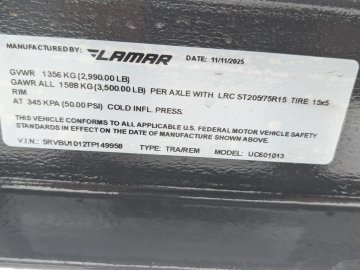 MANUFACTURED BY: LAMAR DATE: 11/11/2025
GVWR 1356 KG (2,990.00 LB)
GAWR ALL 1588 KG (3,500.00 LB) PER AXLE WITH LRC ST205/75R15 TIRE 15x5
RIM
AT 345 KPA (50.00 PSI) COLD INFL. PRESS.
THIS VEHICLE CONFORMS TO ALL APPLICABLE U.S. FEDERAL MOTOR VEHICLE SAFETY
STANDARDS IN EFFECT ON THE DATE OF MANUFACTURE SHOWN ABOVE.
V.I.N.: 5RVBU1012TP149958 TYPE: TRA/REM MODEL: UC601013